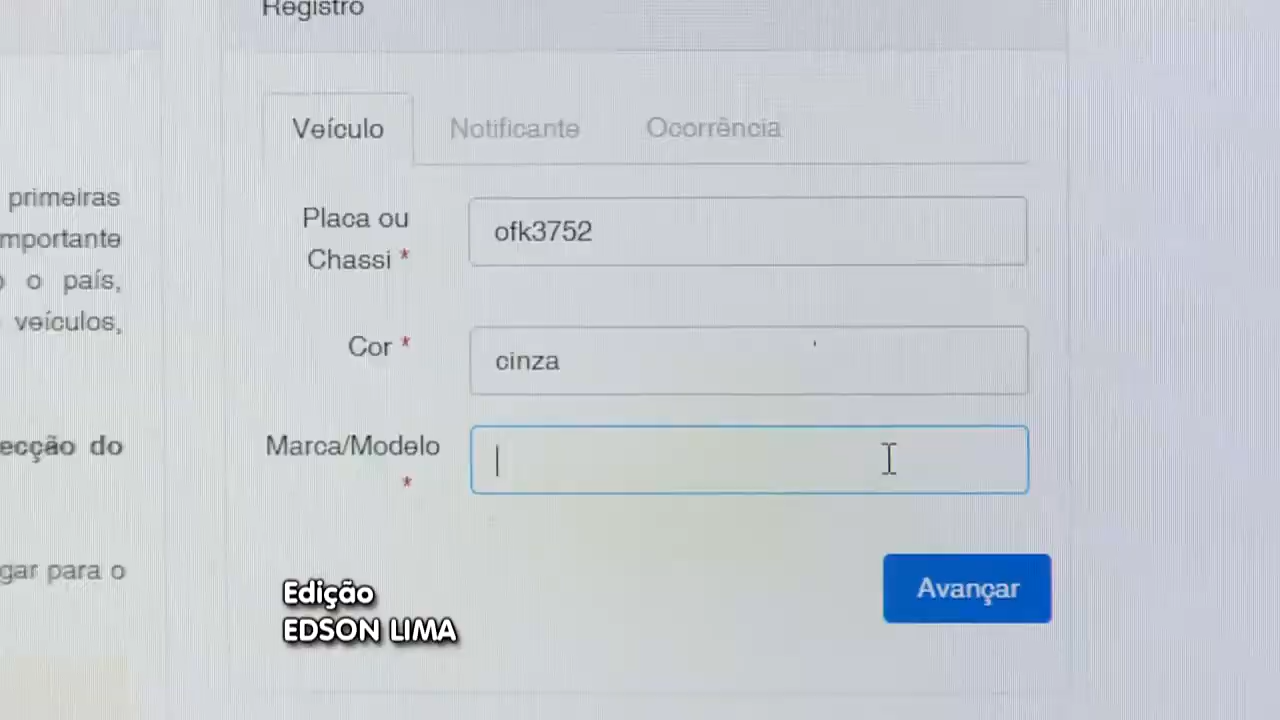 Registro
Veículo Notificante Ocorrência
primeiras
mportante
o país,
veículos,
ecção do
gar para o
Placa ou
Chassi *
ofk3752
Cor *
cinza
Marca/Modelo
*
Avançar
Edição
EDSON LIMA